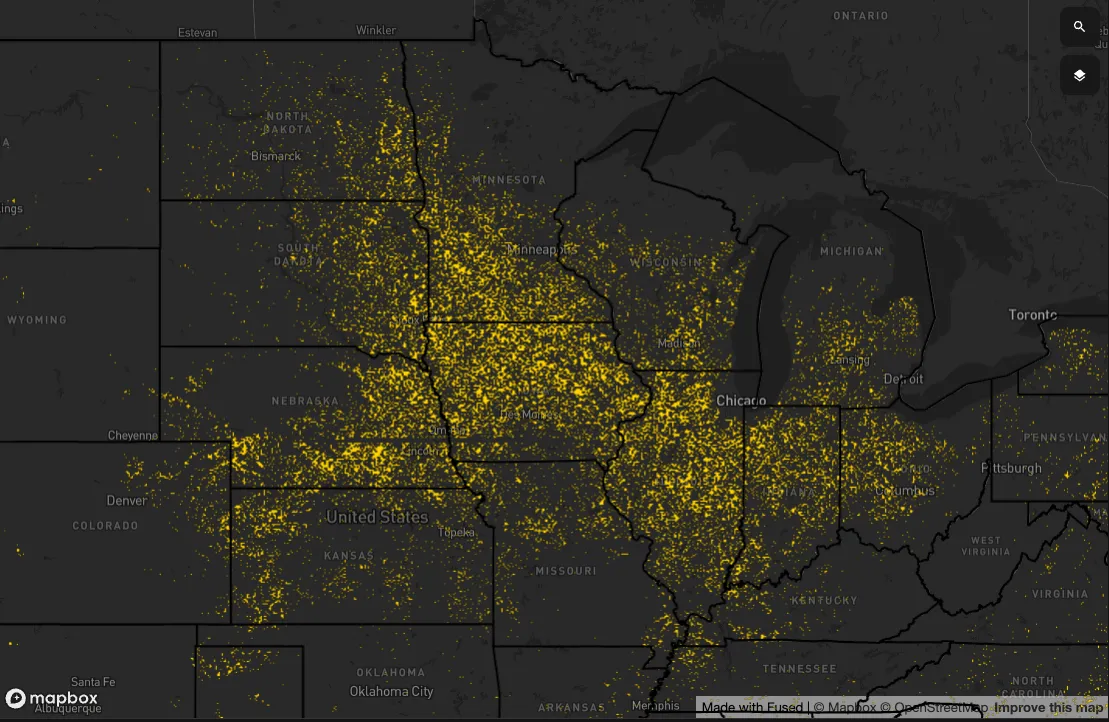 ONTARIO
Estevan
Winkler
NORTH
DAKOTA
Bismarck
MINNESOTA
SOUTH
DAKOTA
Minneapolis
WISCONSIN
MICHIGAN
WYOMING
Toronto
Madison
Lansing
Detroit
NEBRASKA
Chicago
Des Moines
Cheyenne
Omaha
Lincoln
PENNSYLVAN
OHIO
Pittsburgh
Denver
INDIANA
Columbus
COLORADO
United States
Topeka
KANSAS
MISSOURI
WEST
VIRGINIA
VIRGINIA
KENTUCKY
OKLAHOMA
TENNESSEE
Santa Fe
Oklahoma City
NORTH
CAROLINA
mapbox
Albuquerque
ARKANSAS
Memphis
Made with Fused | © Mapbox © OpenStreetMap Improve this map